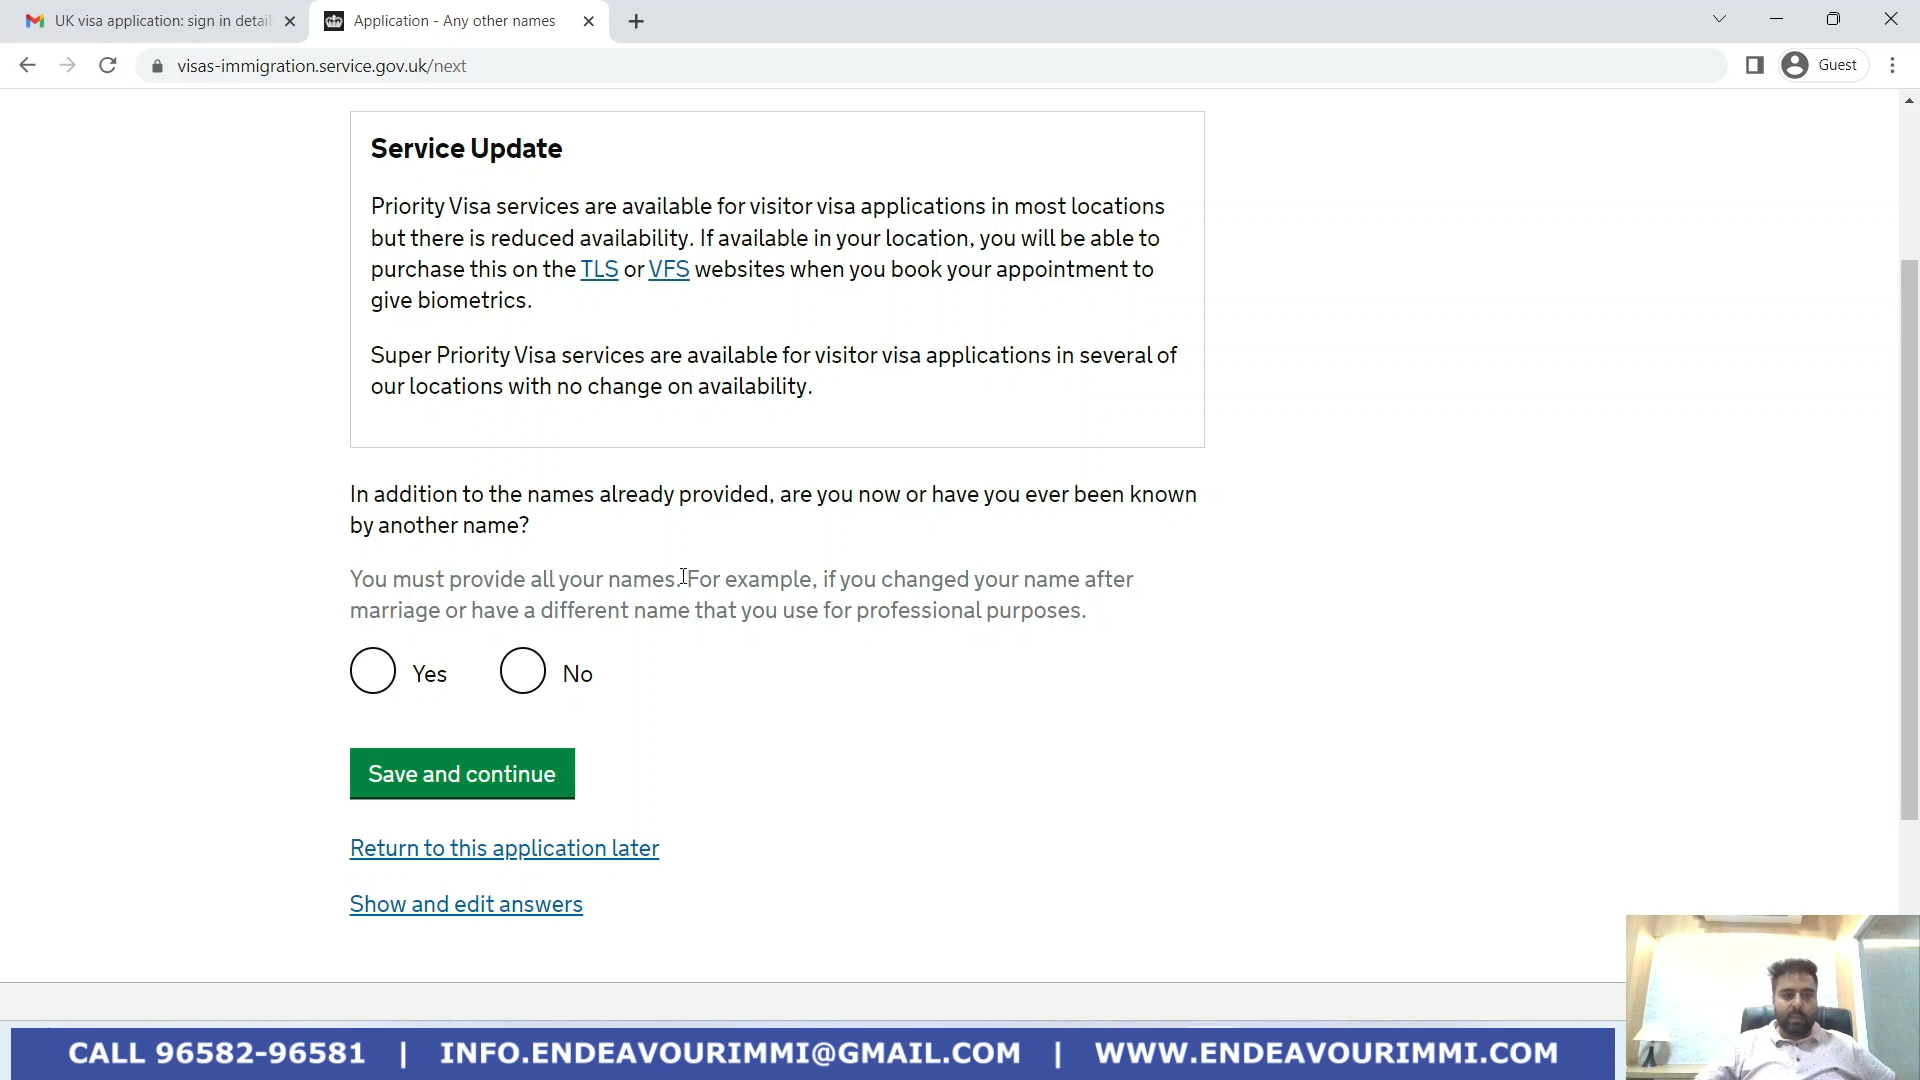 UK visa application: sign in detail
Application - Any other names
visas-immigration.service.gov.uk/next
Guest
Service Update
Priority Visa services are available for visitor visa applications in most locations
but there is reduced availability. If available in your location, you will be able to
purchase this on the TLS or VFS websites when you book your appointment to
give biometrics.
Super Priority Visa services are available for visitor visa applications in several of
our locations with no change on availability.
In addition to the names already provided, are you now or have you ever been known
by another name?
You must provide all your names. For example, if you changed your name after
marriage or have a different name that you use for professional purposes.
Yes No
Save and continue
Return to this application later
Show and edit answers
CALL 96582-96581 | INFO.ENDEAVOURIMMI@GMAIL.COM | WWW.ENDEAVOURIMMI.COM